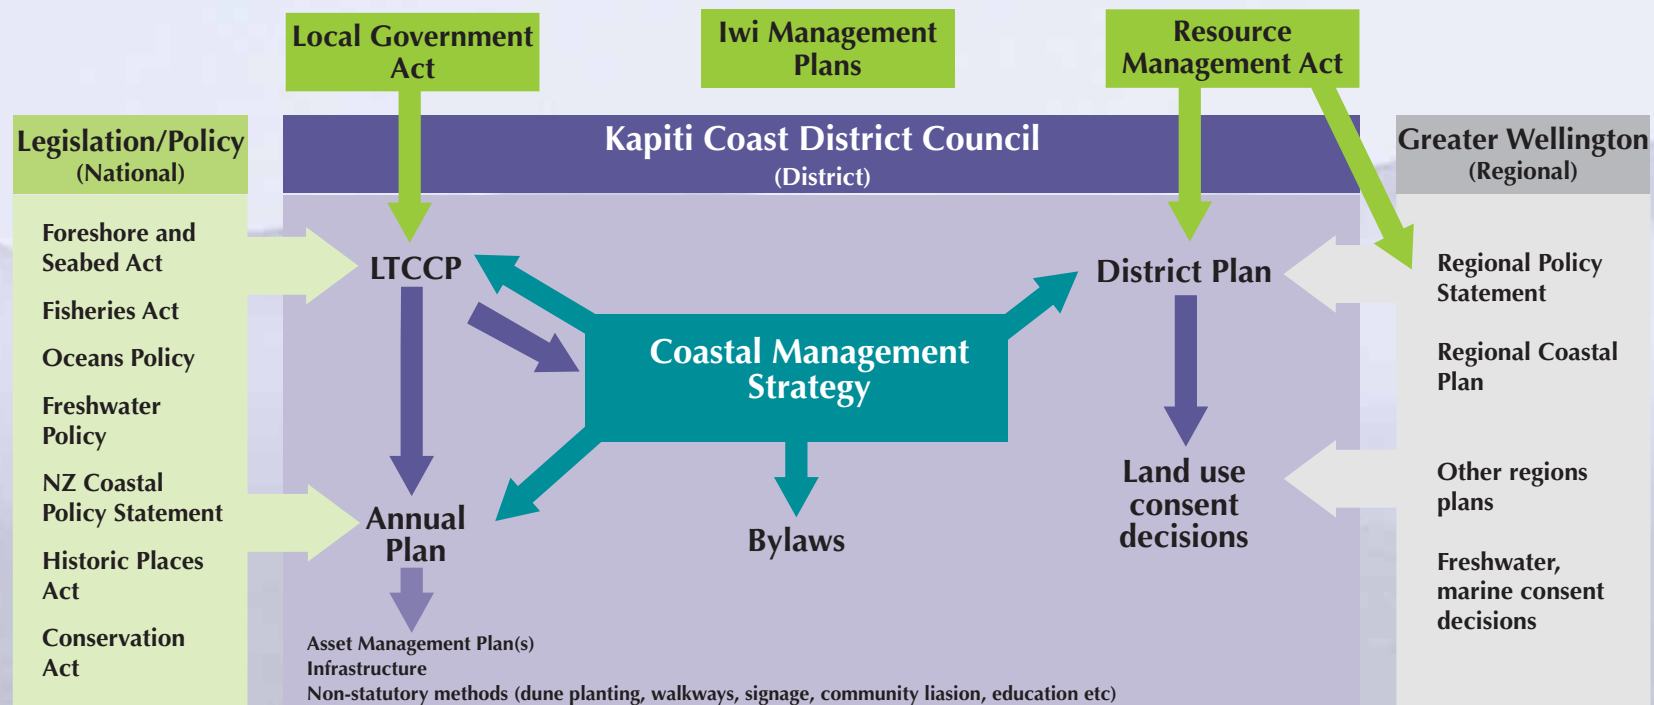 Local Government
Act
Iwi Management
Plans
Resource
Management Act
Legislation/Policy
(National)
Foreshore and
Seabed Act
Fisheries Act
Oceans Policy
Freshwater
Policy
NZ Coastal
Policy Statement
Historic Places
Act
Conservation
Act
Kapiti Coast District Council
(District)
LTCCP
Coastal Management
Strategy
District Plan
Annual
Plan
Bylaws
Land use
consent
decisions
Asset Management Plan(s)
Infrastructure
Non-statutory methods (dune planting, walkways, signage, community liasion, education etc)
Greater Wellington
(Regional)
Regional Policy
Statement
Regional Coastal
Plan
Other regions
plans
Freshwater,
marine consent
decisions